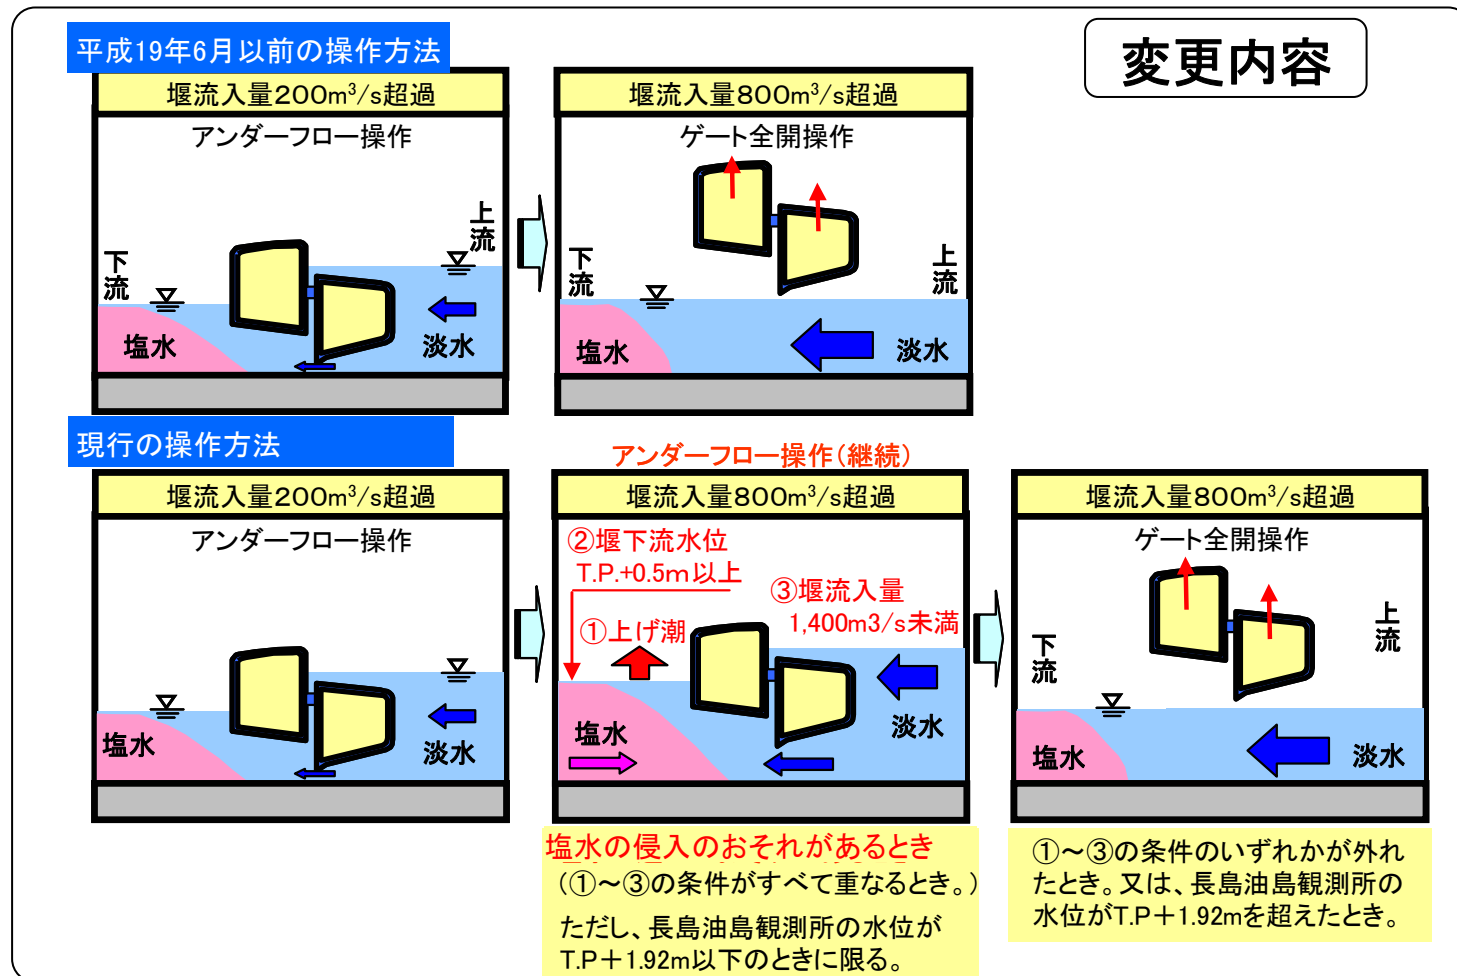 変更内容
平成19年6月以前の操作方法
堰流入量200m³/s超過
アンダーフロー操作
上流
下流
塩水
淡水
堰流入量800m³/s超過
ゲート全開操作
下流
上流
塩水
淡水
現行の操作方法
堰流入量200m³/s超過
アンダーフロー操作
塩水
淡水
アンダーフロー操作(継続)
堰流入量800m³/s超過
②堰下流水位
T.P.+0.5m以上
③堰流入量
1,400m3/s未満
①上げ潮
塩水
淡水
塩水の侵入のおそれがあるとき
(①～③の条件がすべて重なるとき。)
ただし、長島油島観測所の水位が
T.P＋1.92m以下のときに限る。
堰流入量800m³/s超過
ゲート全開操作
上流
下流
塩水
淡水
①～③の条件のいずれかが外れ
たとき。又は、長島油島観測所の
水位がT.P＋1.92mを超えたとき。